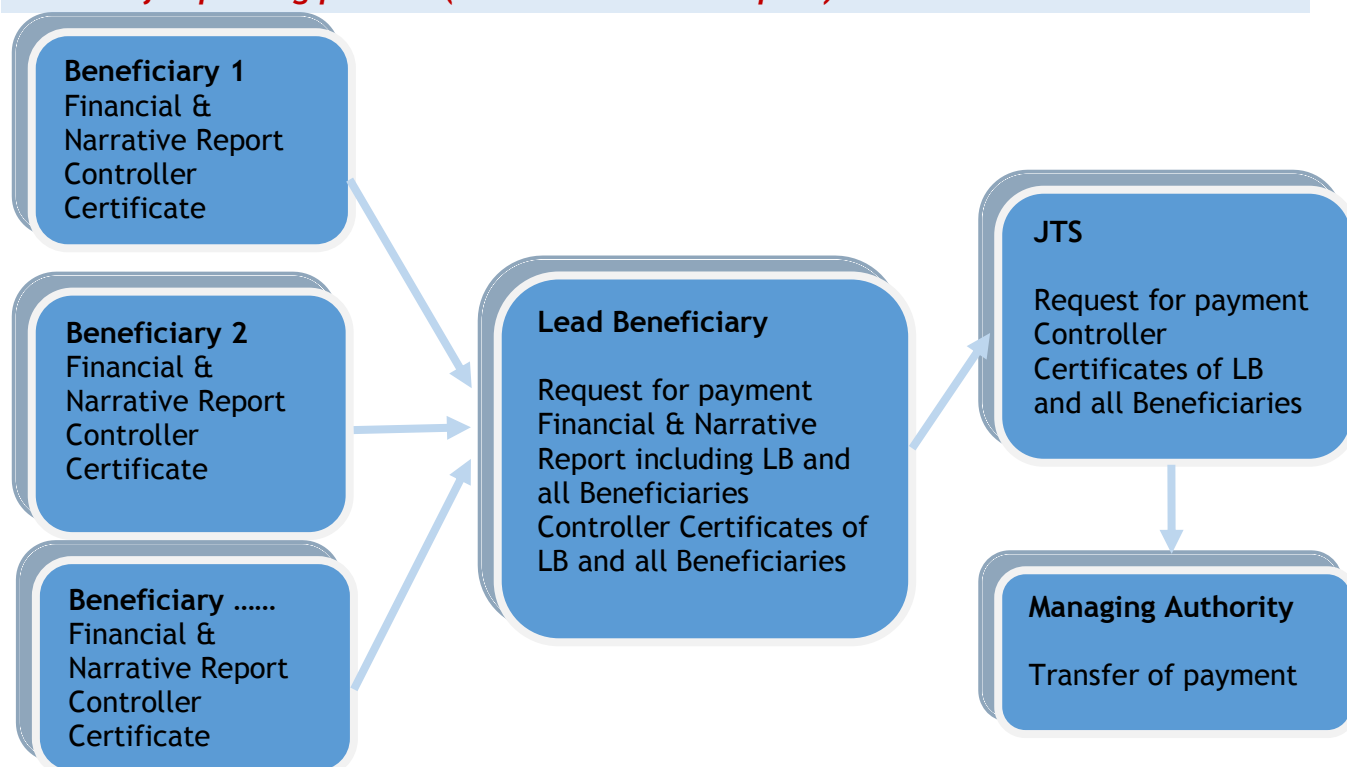 Beneficiary 1
Financial &
Narrative Report
Controller
Certificate
Beneficiary 2
Financial &
Narrative Report
Controller
Certificate
Beneficiary ……
Financial &
Narrative Report
Controller
Certificate
Lead Beneficiary
Request for payment
Financial & Narrative
Report including LB and
all Beneficiaries
Controller Certificates of
LB and all Beneficiaries
JTS
Request for payment
Controller
Certificates of LB
and all Beneficiaries
Managing Authority
Transfer of payment